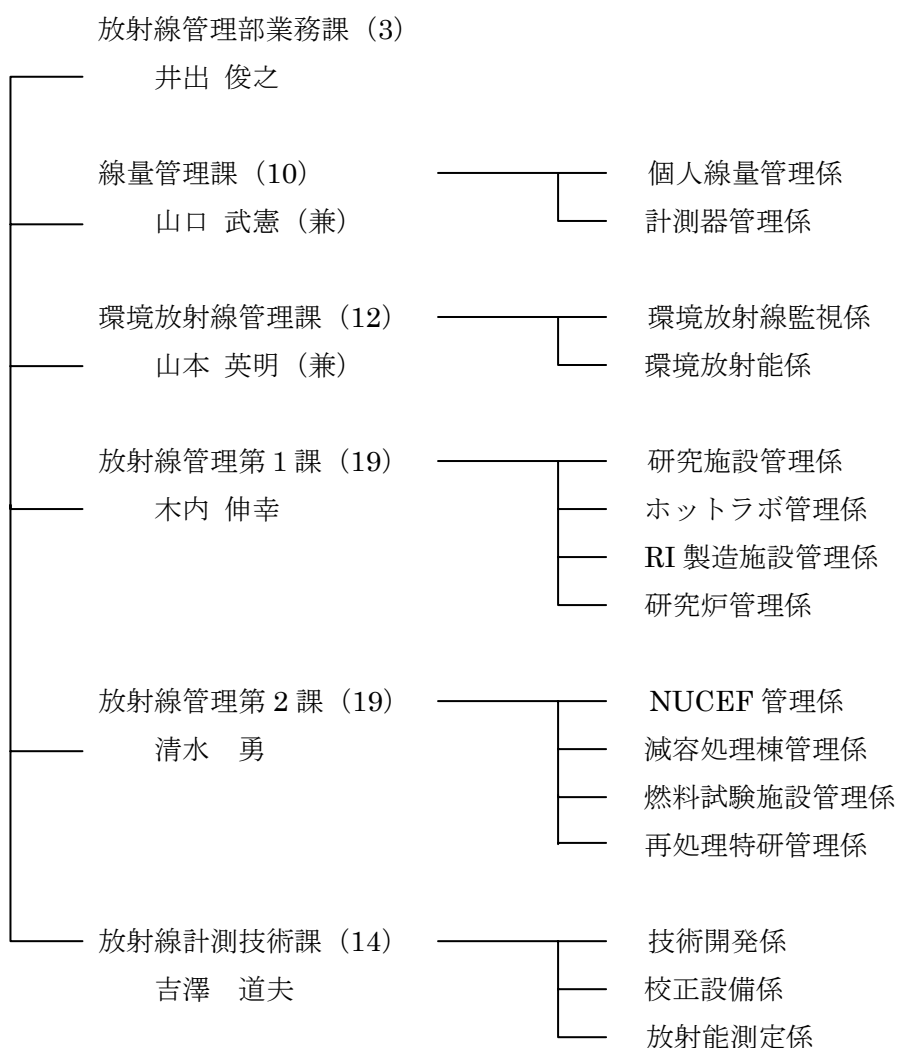 放射線管理部業務課（3）
井出 俊之
線量管理課（10）
個人線量管理係
山口 武憲（兼）
計測器管理係
環境放射線管理課（12）
環境放射線監視係
山本 英明（兼）
環境放射能係
放射線管理第 1 課（19）
研究施設管理係
木内 伸幸
ホットラボ管理係
RI 製造施設管理係
研究炉管理係
放射線管理第 2 課（19）
NUCEF 管理係
清水　勇
減容処理棟管理係
燃料試験施設管理係
再処理特研管理係
放射線計測技術課（14）
技術開発係
吉澤　道夫
校正設備係
放射能測定係